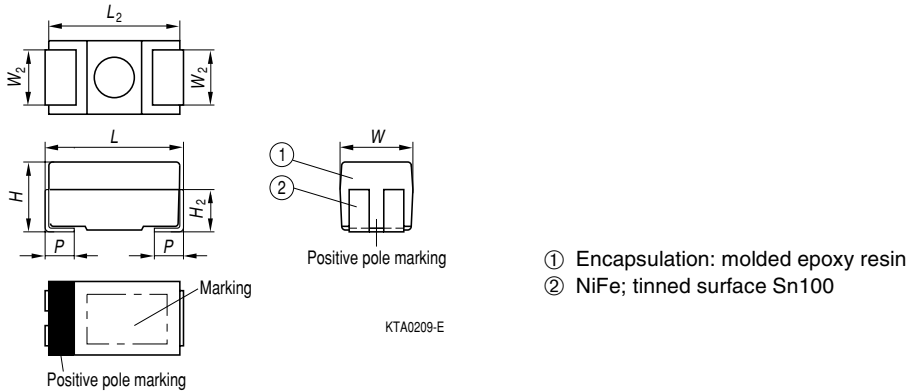 L2
W2
W2
L
W
①
②
H
H2
P
P
Positive pole marking
① Encapsulation: molded epoxy resin
② NiFe; tinned surface Sn100
Marking
KTA0209-E
Positive pole marking